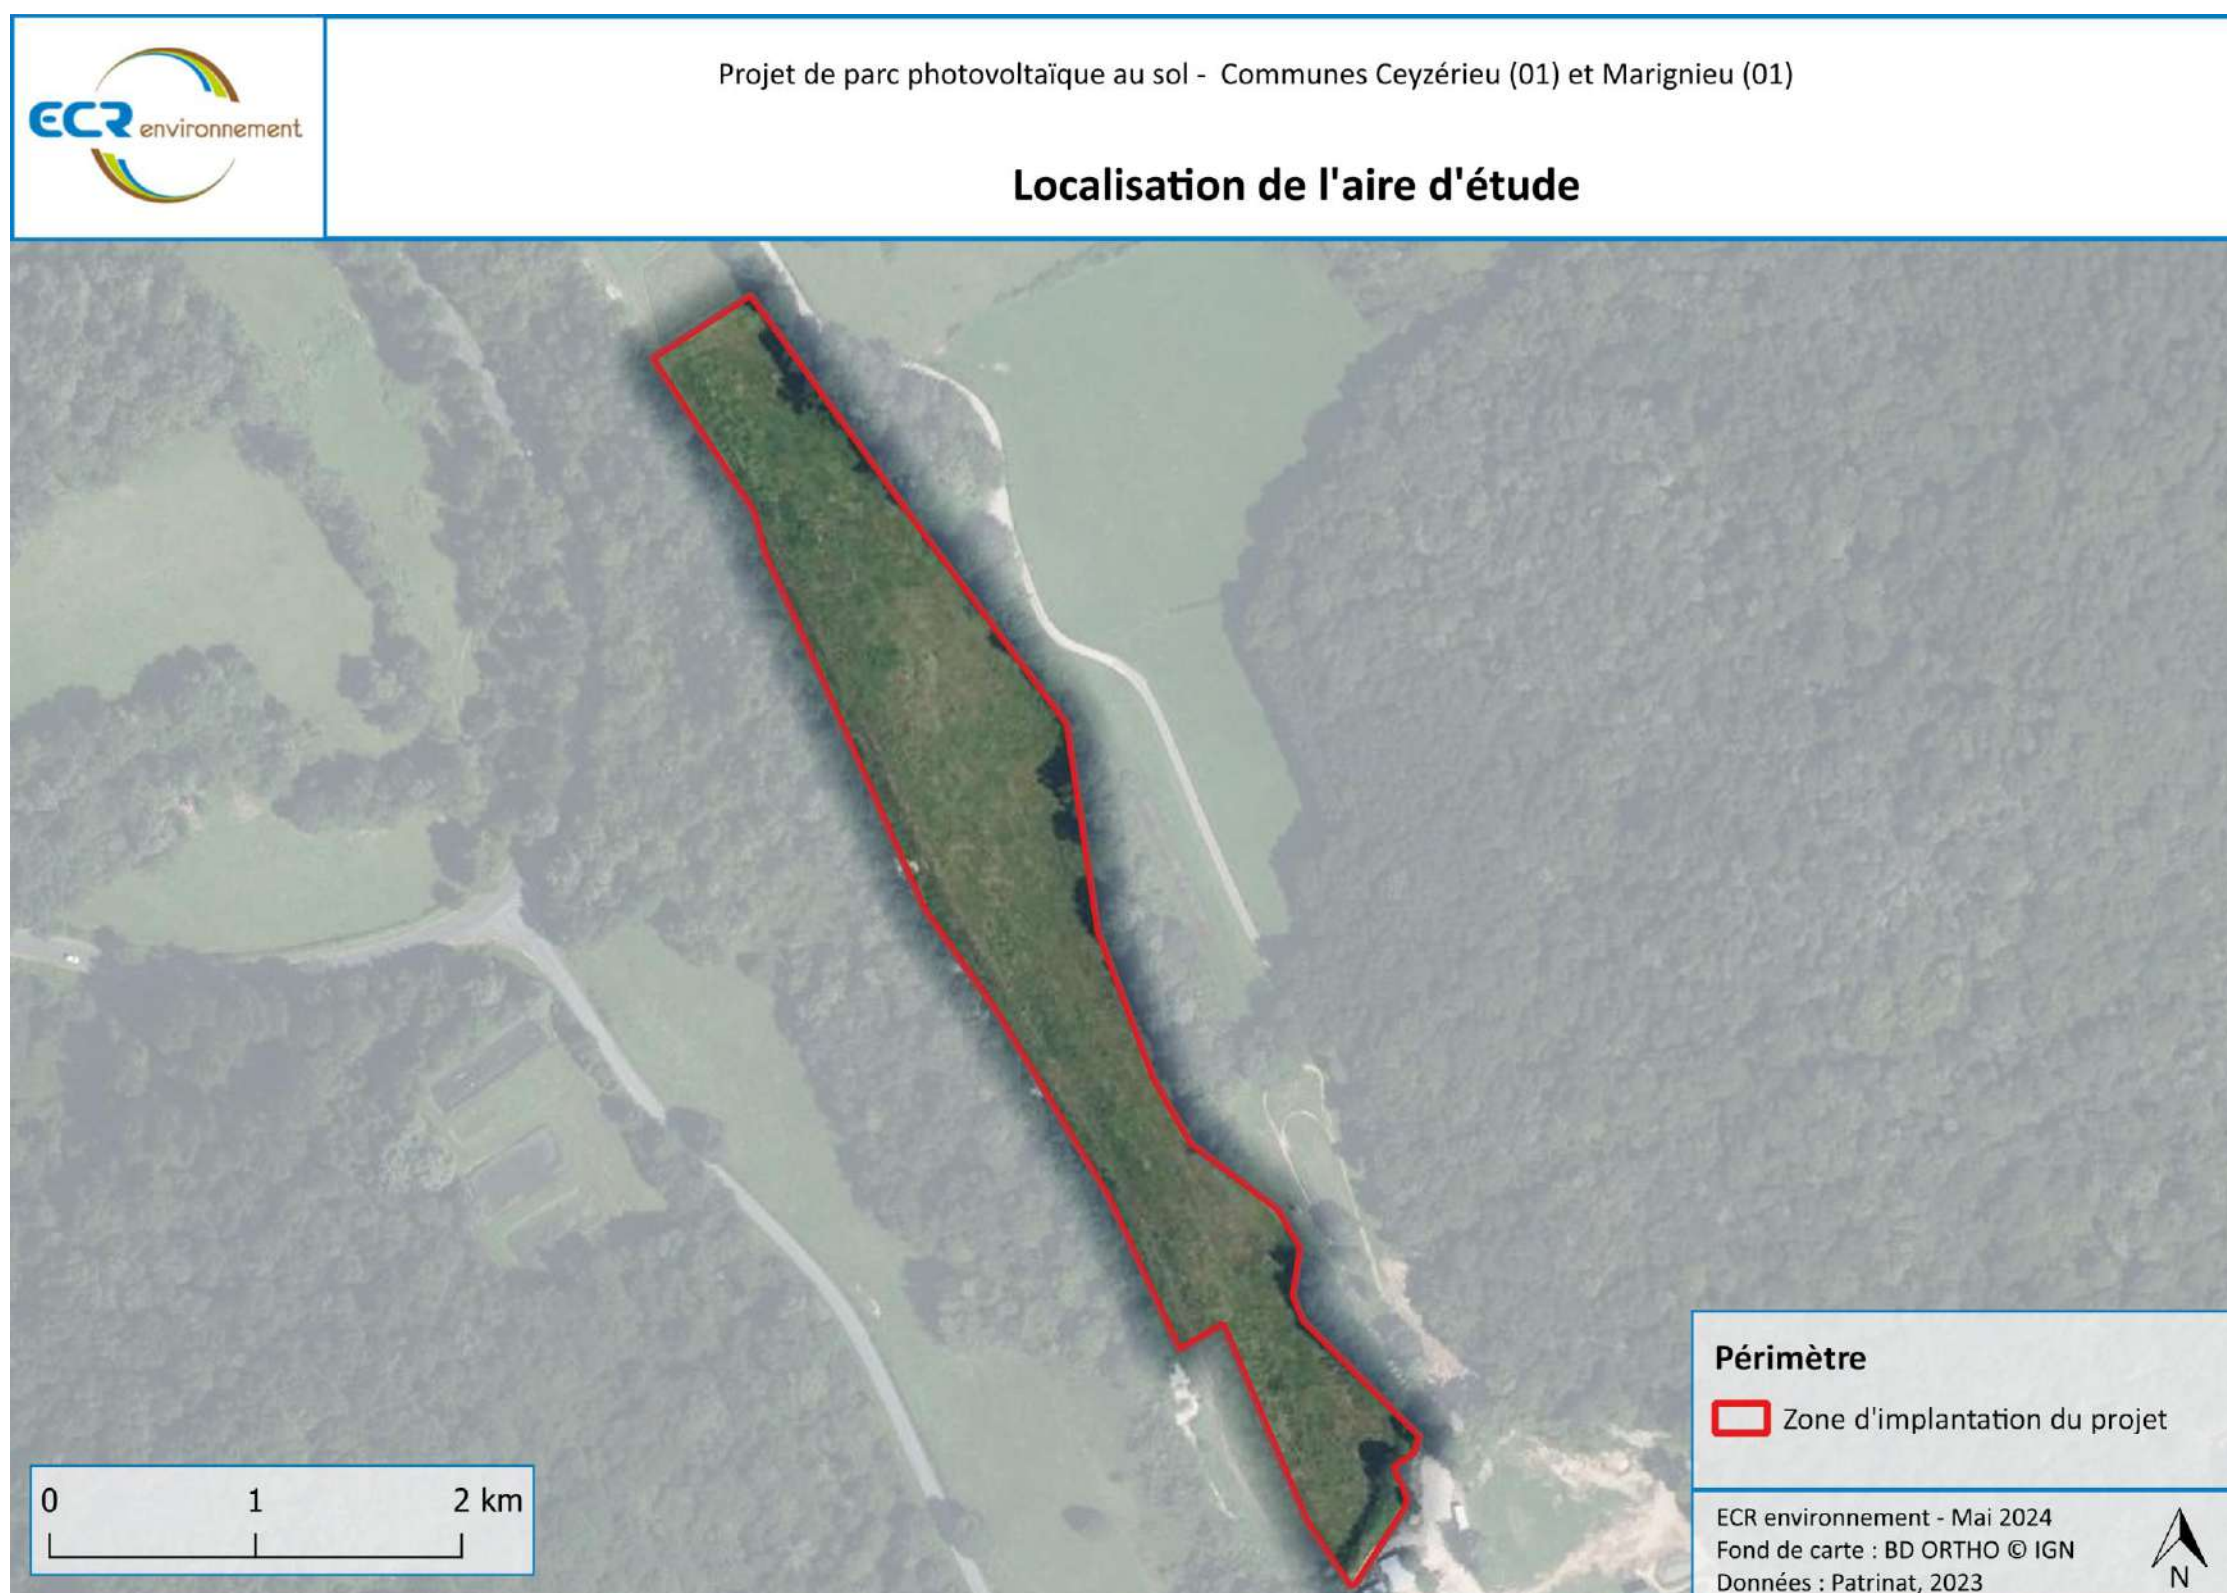 ECR environnement
Projet de parc photovoltaïque au sol - Communes Ceyzérieu (01) et Marignieu (01)
Localisation de l'aire d'étude
Périmètre
Zone d'implantation du projet
0 1 2 km
ECR environnement - Mai 2024
Fond de carte : BD ORTHO © IGN
Données : Patrinat, 2023
N